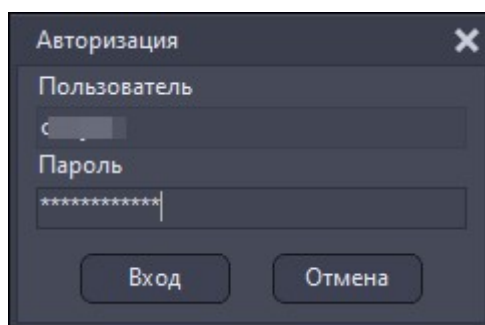 Авторизация
Пользователь
Пароль
*************
Вход Отмена